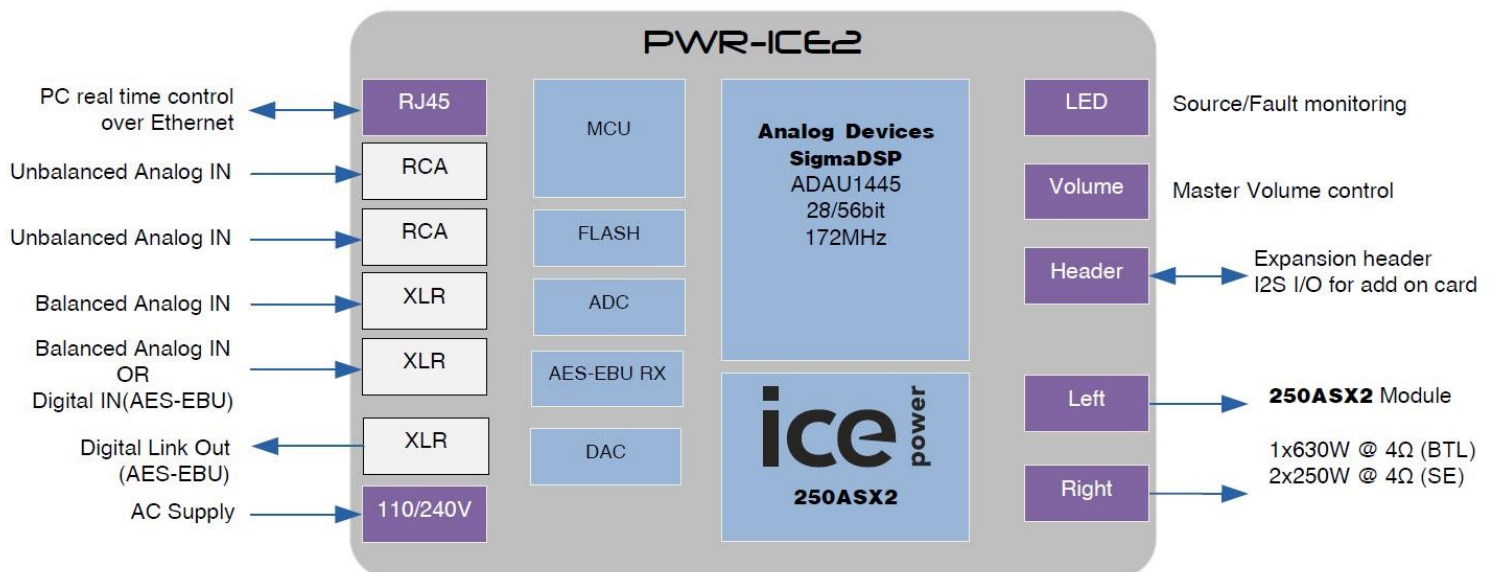 PWR-ICE2
PC real time control
over Ethernet
RJ45
Unbalanced Analog IN
RCA
Unbalanced Analog IN
RCA
Balanced Analog IN
XLR
Balanced Analog IN
OR
Digital IN(AES-EBU)
XLR
Digital Link Out
(AES-EBU)
XLR
AC Supply
110/240V
MCU
FLASH
ADC
AES-EBU RX
DAC
Analog Devices
SigmaDSP
ADAU1445
28/56bit
172MHz
ice
power
250ASX2
LED
Source/Fault monitoring
Volume
Master Volume control
Header
Expansion header
I2S I/O for add on card
Left
Right
250ASX2 Module
1x630W @ 4Ω (BTL)
2x250W @ 4Ω (SE)